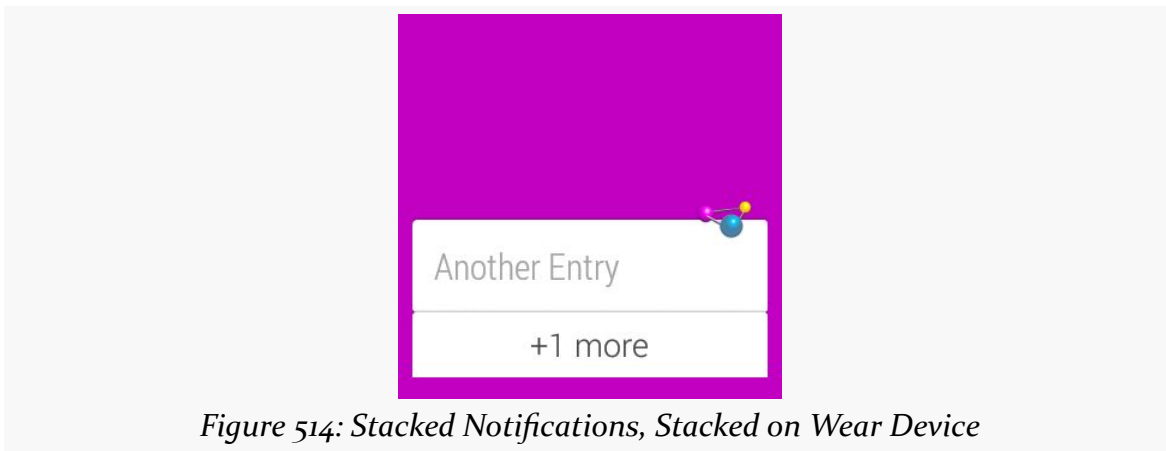 Another Entry
+1 more
Figure 514: Stacked Notifications, Stacked on Wear Device